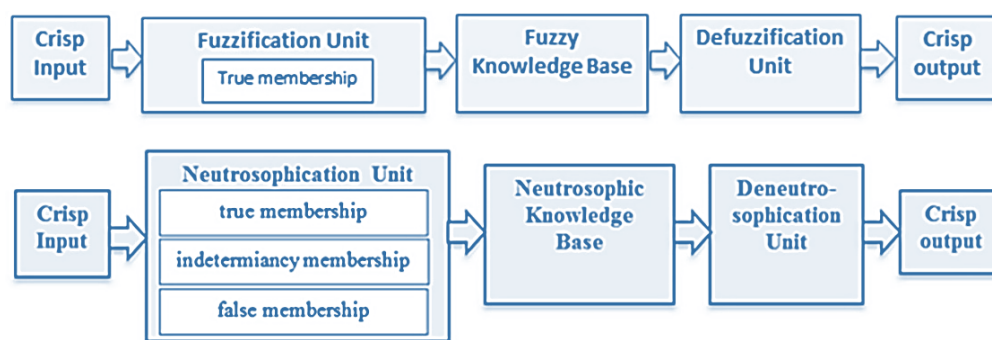 Crisp
Input
Fuzzification Unit
True membership
Fuzzy
Knowledge Base
Defuzzification
Unit
Crisp
output
Crisp
Input
Neutrosophication Unit
true membership
indetermiancy membership
false membership
Neutrosophic
Knowledge
Base
Deneutro-
sophication
Unit
Crisp
output